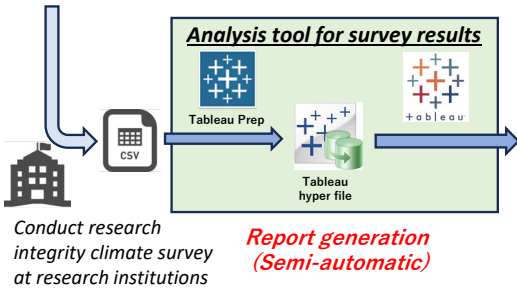 Analysis tool for survey results
Tableau Prep
+ a b l e a u
CSV
Tableau
hyper file
Conduct research
integrity climate survey
at research institutions
Report generation
(Semi-automatic)